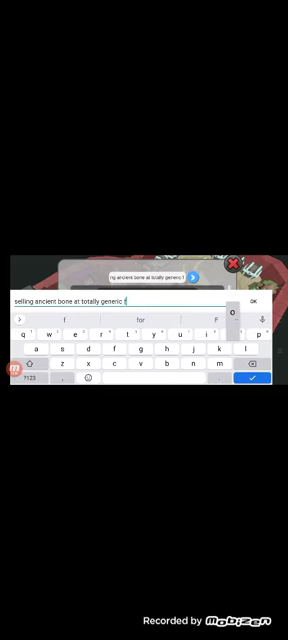 ng ancient bone at totally generic f
selling ancient bone at totally generic f
OK
f for F
o
q w e r t y u i p
a s d f g h j k l
z x c v b n m
?123 ,
Recorded by Mobizen